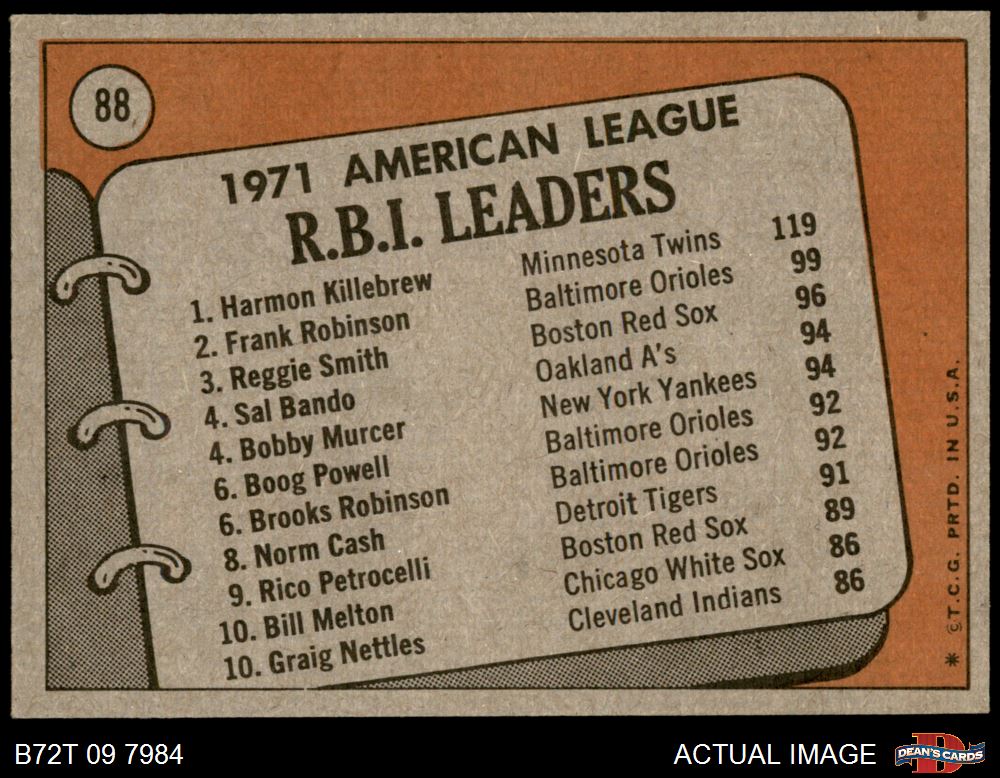 88
1971 AMERICAN LEAGUE
R.B.I. LEADERS
1. Harmon Killebrew Minnesota Twins 119
2. Frank Robinson Baltimore Orioles 99
3. Reggie Smith Boston Red Sox 96
4. Sal Bando Oakland A's 94
4. Bobby Murcer New York Yankees 94
6. Boog Powell Baltimore Orioles 92
6. Brooks Robinson Baltimore Orioles 92
8. Norm Cash Detroit Tigers 91
9. Rico Petrocelli Boston Red Sox 89
10. Bill Melton Chicago White Sox 86
10. Graig Nettles Cleveland Indians 86
* ©T.C.G. PRTD. IN U.S.A.
B72T 09 7984
ACTUAL IMAGE
D
DEAN'S CARDS